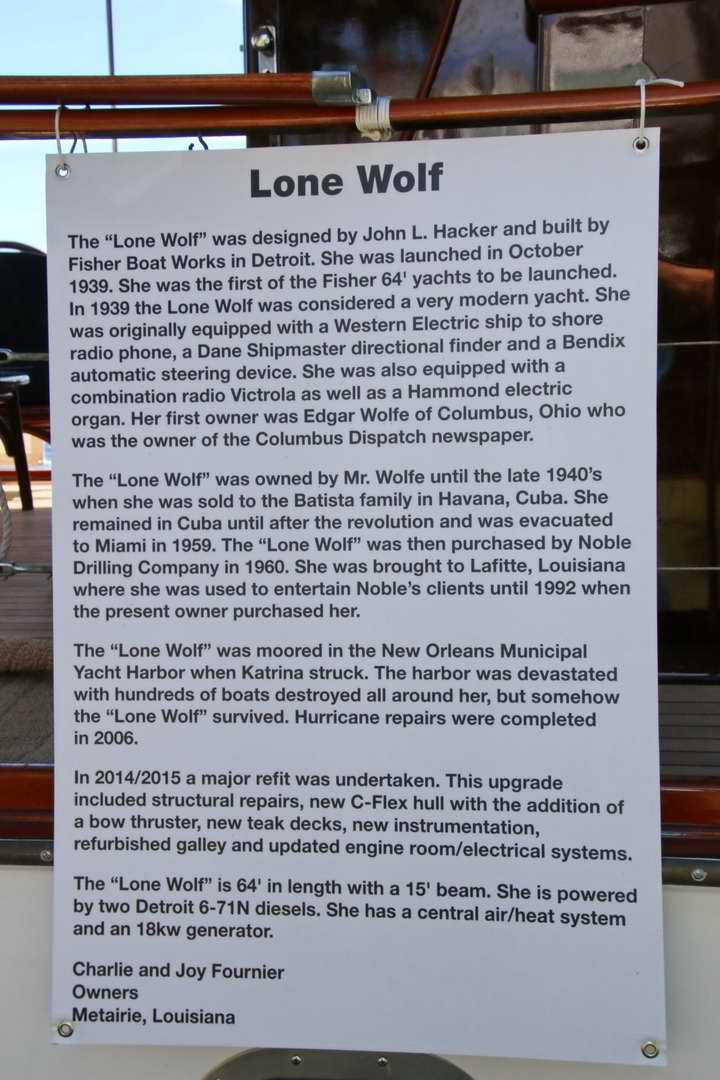 Lone Wolf
The “Lone Wolf” was designed by John L. Hacker and built by
Fisher Boat Works in Detroit. She was launched in October
1939. She was the first of the Fisher 64' yachts to be launched.
In 1939 the Lone Wolf was considered a very modern yacht. She
was originally equipped with a Western Electric ship to shore
radio phone, a Dane Shipmaster directional finder and a Bendix
automatic steering device. She was also equipped with a
combination radio Victrola as well as a Hammond electric
organ. Her first owner was Edgar Wolfe of Columbus, Ohio who
was the owner of the Columbus Dispatch newspaper.
The “Lone Wolf” was owned by Mr. Wolfe until the late 1940’s
when she was sold to the Batista family in Havana, Cuba. She
remained in Cuba until after the revolution and was evacuated
to Miami in 1959. The “Lone Wolf” was then purchased by Noble
Drilling Company in 1960. She was brought to Lafitte, Louisiana
where she was used to entertain Noble’s clients until 1992 when
the present owner purchased her.
The “Lone Wolf” was moored in the New Orleans Municipal
Yacht Harbor when Katrina struck. The harbor was devastated
with hundreds of boats destroyed all around her, but somehow
the “Lone Wolf” survived. Hurricane repairs were completed
in 2006.
In 2014/2015 a major refit was undertaken. This upgrade
included structural repairs, new C-Flex hull with the addition of
a bow thruster, new teak decks, new instrumentation,
refurbished galley and updated engine room/electrical systems.
The “Lone Wolf” is 64' in length with a 15' beam. She is powered
by two Detroit 6-71N diesels. She has a central air/heat system
and an 18kw generator.
Charlie and Joy Fournier
Owners
Metairie, Louisiana